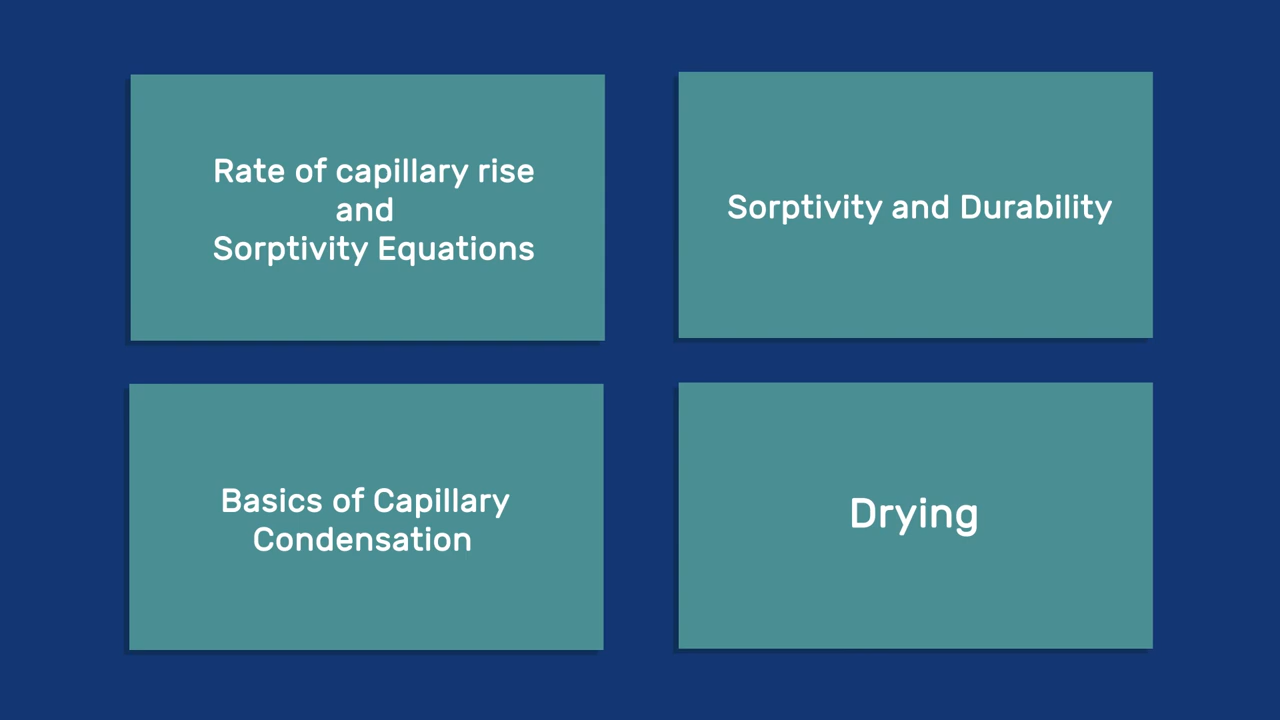 Rate of capillary rise
and
Sorptivity Equations
Sorptivity and Durability
Basics of Capillary
Condensation
Drying